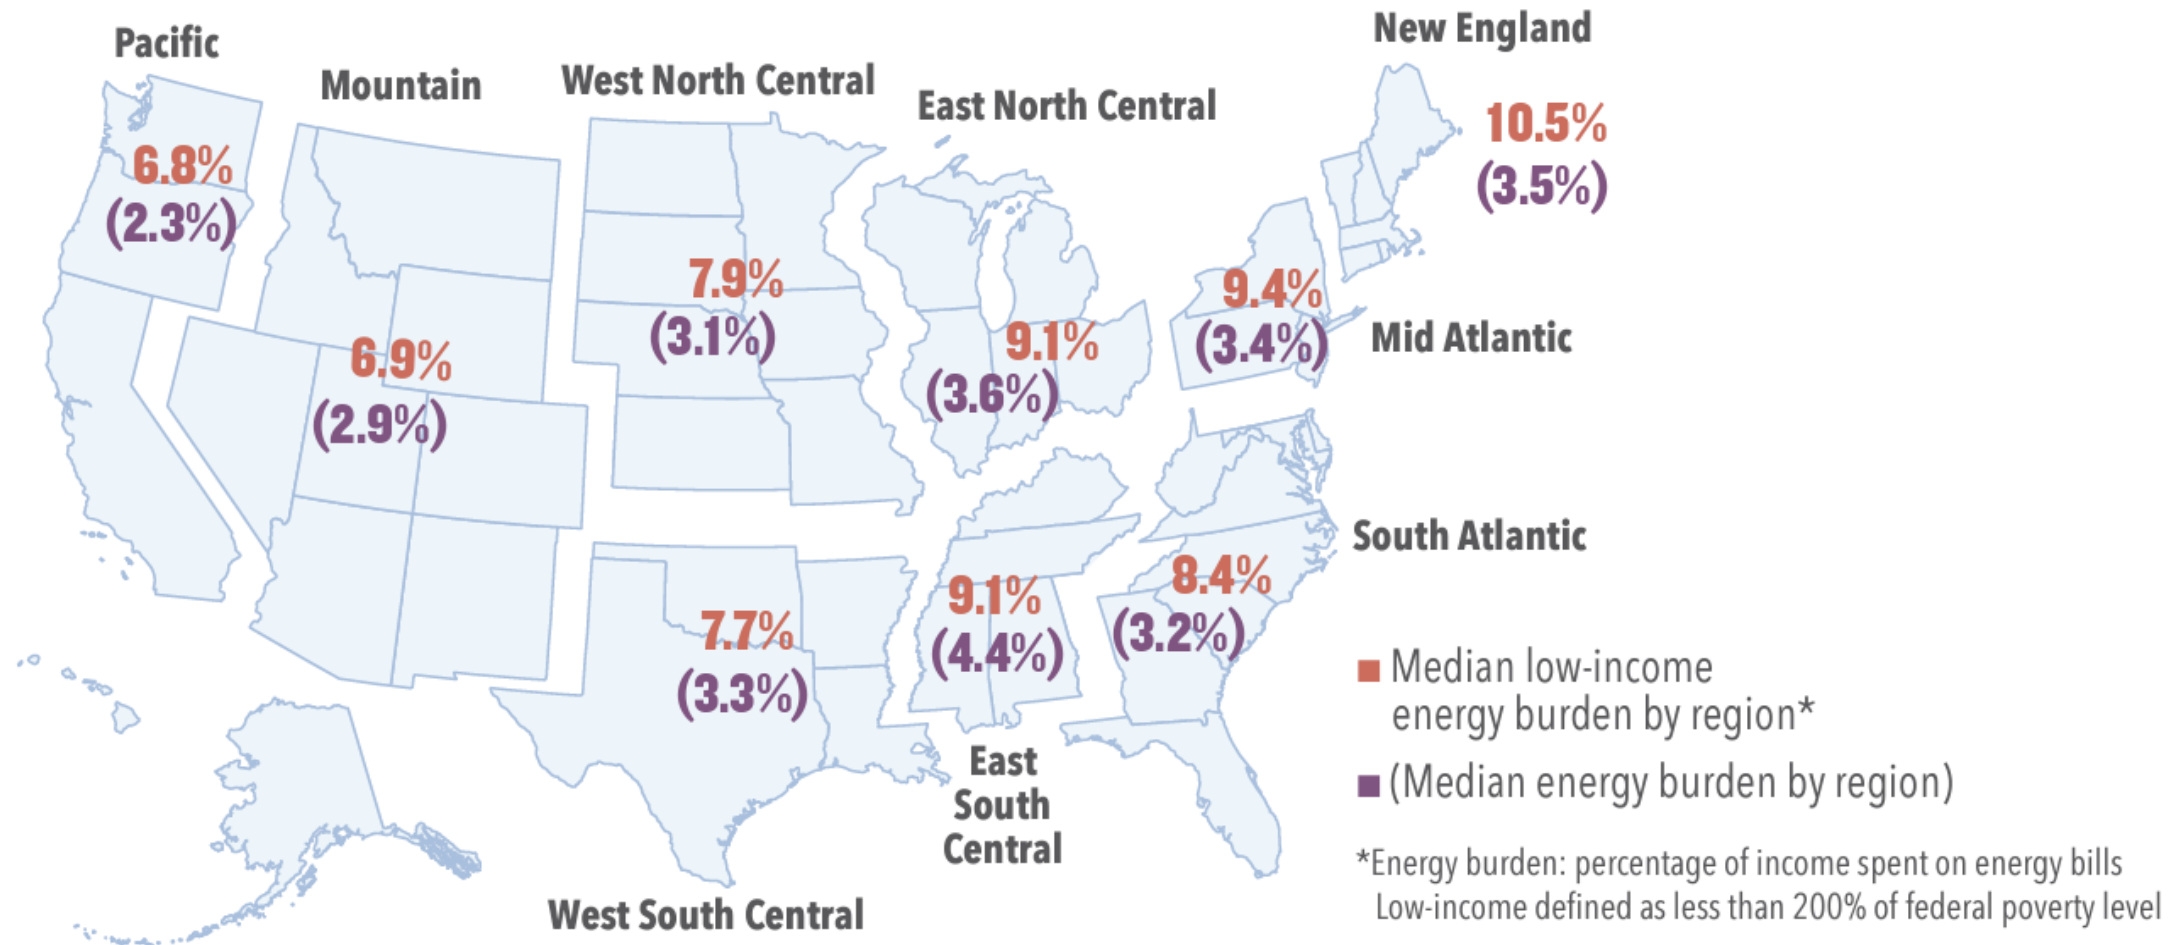 Pacific
6.8%
(2.3%)
Mountain
6.9%
(2.9%)
West North Central
7.9%
(3.1%)
East North Central
9.1%
(3.6%)
New England
10.5%
(3.5%)
9.4%
(3.4%)
Mid Atlantic
South Atlantic
8.4%
(3.2%)
9.1%
(4.4%)
East
South
Central
7.7%
(3.3%)
West South Central
Median low-income
energy burden by region*
(Median energy burden by region)
*Energy burden: percentage of income spent on energy bills
Low-income defined as less than 200% of federal poverty level